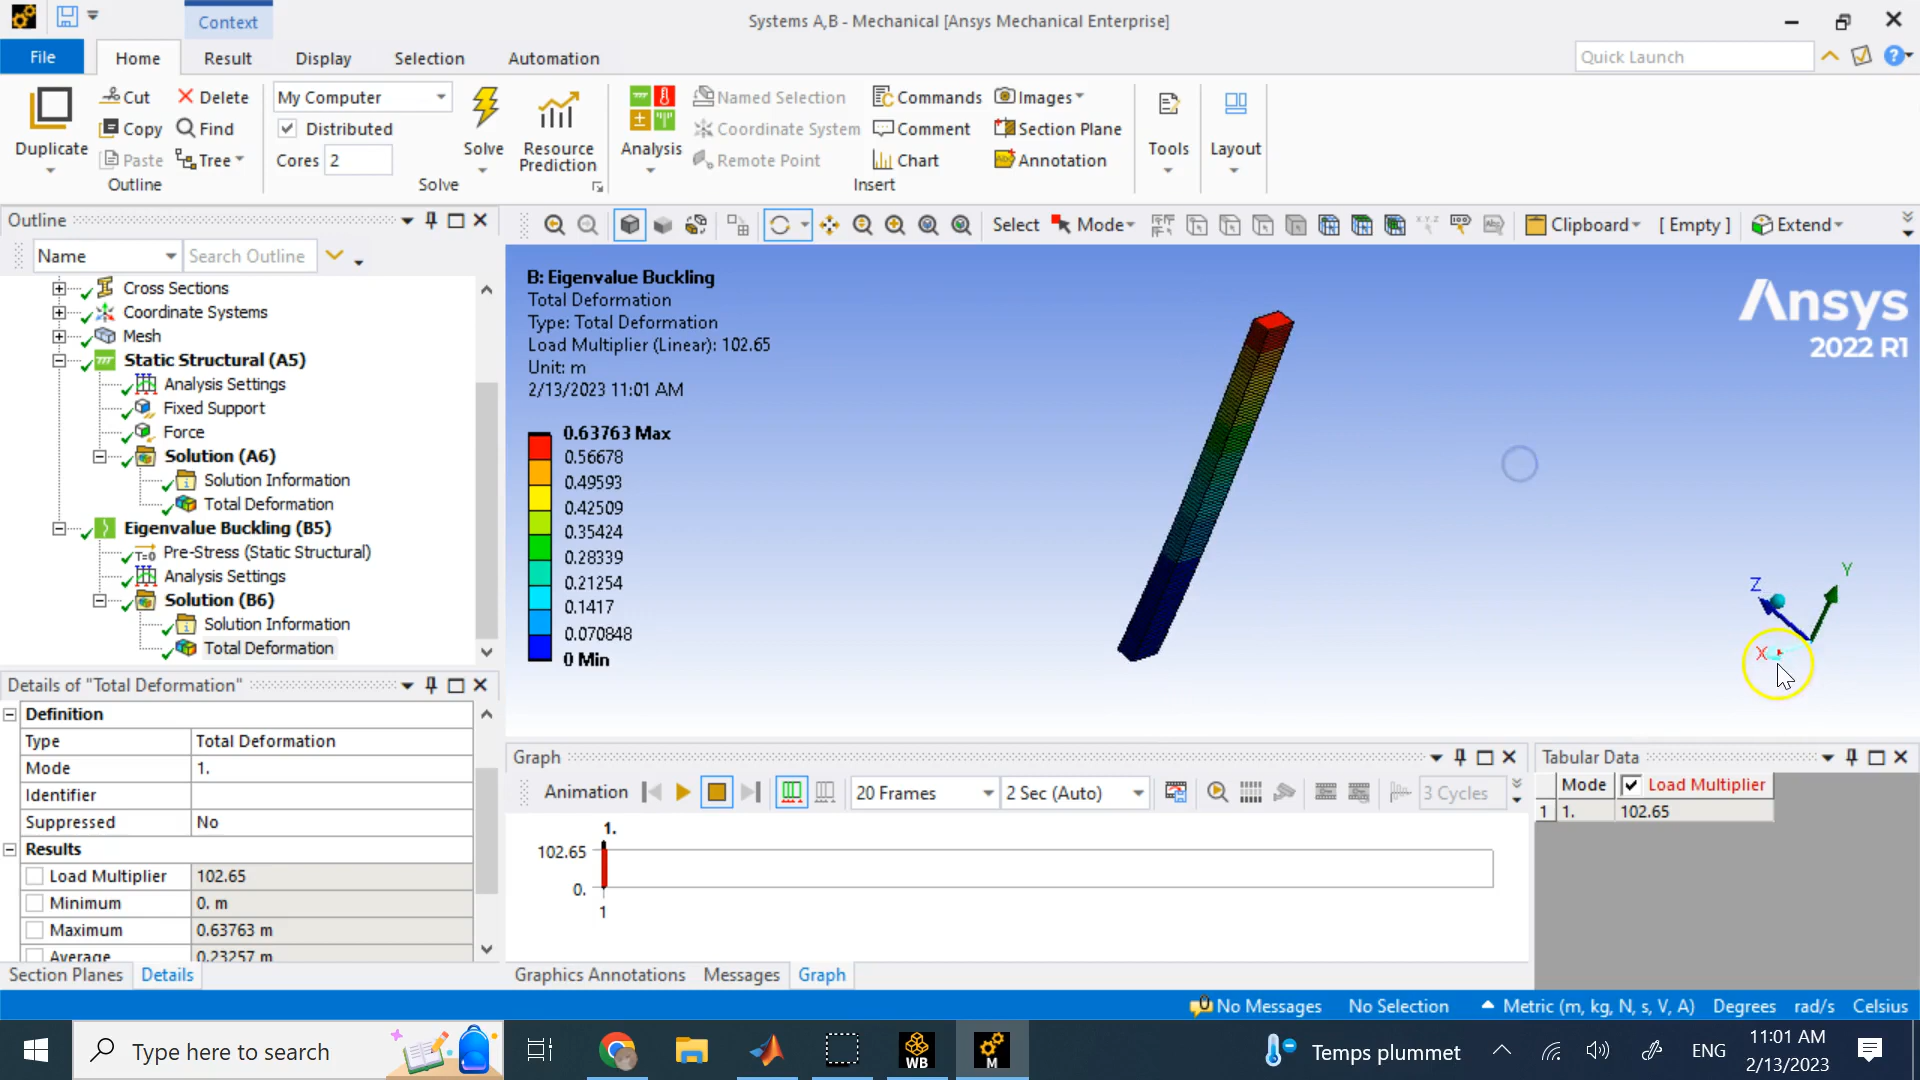 Context
Systems A,B - Mechanical [Ansys Mechanical Enterprise]
File
Home
Result
Display
Selection
Automation
Quick Launch
Duplicate
Cut
Copy
Paste
Delete
Find
Tree
Outline
My Computer
Distributed
Cores 2
Solve
Resource
Prediction
Solve
Analysis
Named Selection
Coordinate System
Remote Point
Commands
Comment
Chart
Images
Section Plane
Annotation
Insert
Tools
Layout
Outline
Name
Search Outline
Select
Mode
Clipboard
[ Empty ]
Extend
Cross Sections
Coordinate Systems
Mesh
Static Structural (A5)
Analysis Settings
Fixed Support
Force
Solution (A6)
Solution Information
Total Deformation
Eigenvalue Buckling (B5)
Pre-Stress (Static Structural)
Analysis Settings
Solution (B6)
Solution Information
Total Deformation
B: Eigenvalue Buckling
Total Deformation
Type: Total Deformation
Load Multiplier (Linear): 102.65
Unit: m
2/13/2023 11:01 AM
0.63763 Max
0.56678
0.49593
0.42509
0.35424
0.28339
0.21254
0.1417
0.070848
0 Min
Ansys
2022 R1
Y
Z
X
Details of "Total Deformation"
Definition
Type Total Deformation
Mode 1.
Identifier
Suppressed No
Results
Load Multiplier 102.65
Minimum 0. m
Maximum 0.63763 m
Average 0.23257 m
Section Planes
Details
Graph
Animation
20 Frames
2 Sec (Auto)
3 Cycles
1.
102.65
0.
1
Graphics Annotations
Messages
Graph
Tabular Data
Mode Load Multiplier
1 1. 102.65
No Messages
No Selection
Metric (m, kg, N, s, V, A)
Degrees
rad/s
Celsius
Type here to search
WB
M
Temps plummet
ENG
11:01 AM
2/13/2023